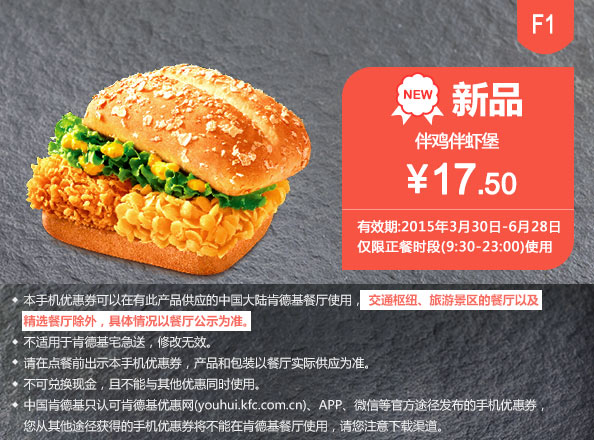 F1
NEW 新品
伴鸡伴虾堡
¥17.50
有效期:2015年3月30日-6月28日
仅限正餐时段(9:30-23:00)使用
• 本手机优惠券可以在有此产品供应的中国大陆肯德基餐厅使用，交通枢纽、旅游景区的餐厅以及
精选餐厅除外，具体情况以餐厅公示为准。
• 不适用于肯德基宅急送，修改无效。
• 请在点餐前出示本手机优惠券，产品和包装以餐厅实际供应为准。
• 不可兑换现金，且不能与其他优惠同时使用。
• 中国肯德基只认可肯德基优惠网(youhui.kfc.com.cn)、APP、微信等官方途径发布的手机优惠券，
您从其他途径获得的手机优惠券将不能在肯德基餐厅使用，请您注意下载渠道。